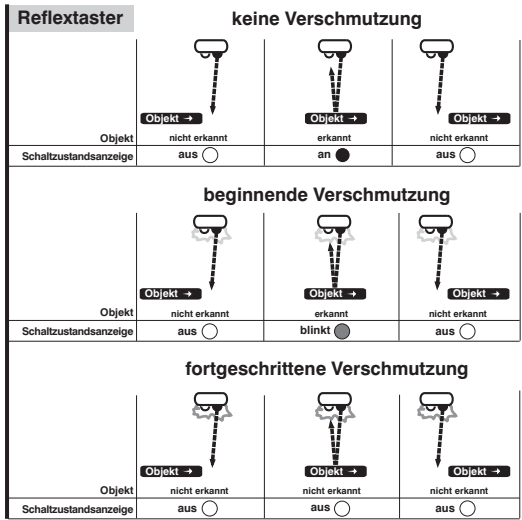 Reflextaster
keine Verschmutzung
Objekt → Objekt → Objekt →
Objekt nicht erkannt erkannt nicht erkannt
Schaltzustandsanzeige aus an aus
beginnende Verschmutzung
Objekt → Objekt → Objekt →
Objekt nicht erkannt erkannt nicht erkannt
Schaltzustandsanzeige aus blinkt aus
fortgeschrittene Verschmutzung
Objekt → Objekt → Objekt →
Objekt nicht erkannt nicht erkannt nicht erkannt
Schaltzustandsanzeige aus aus aus